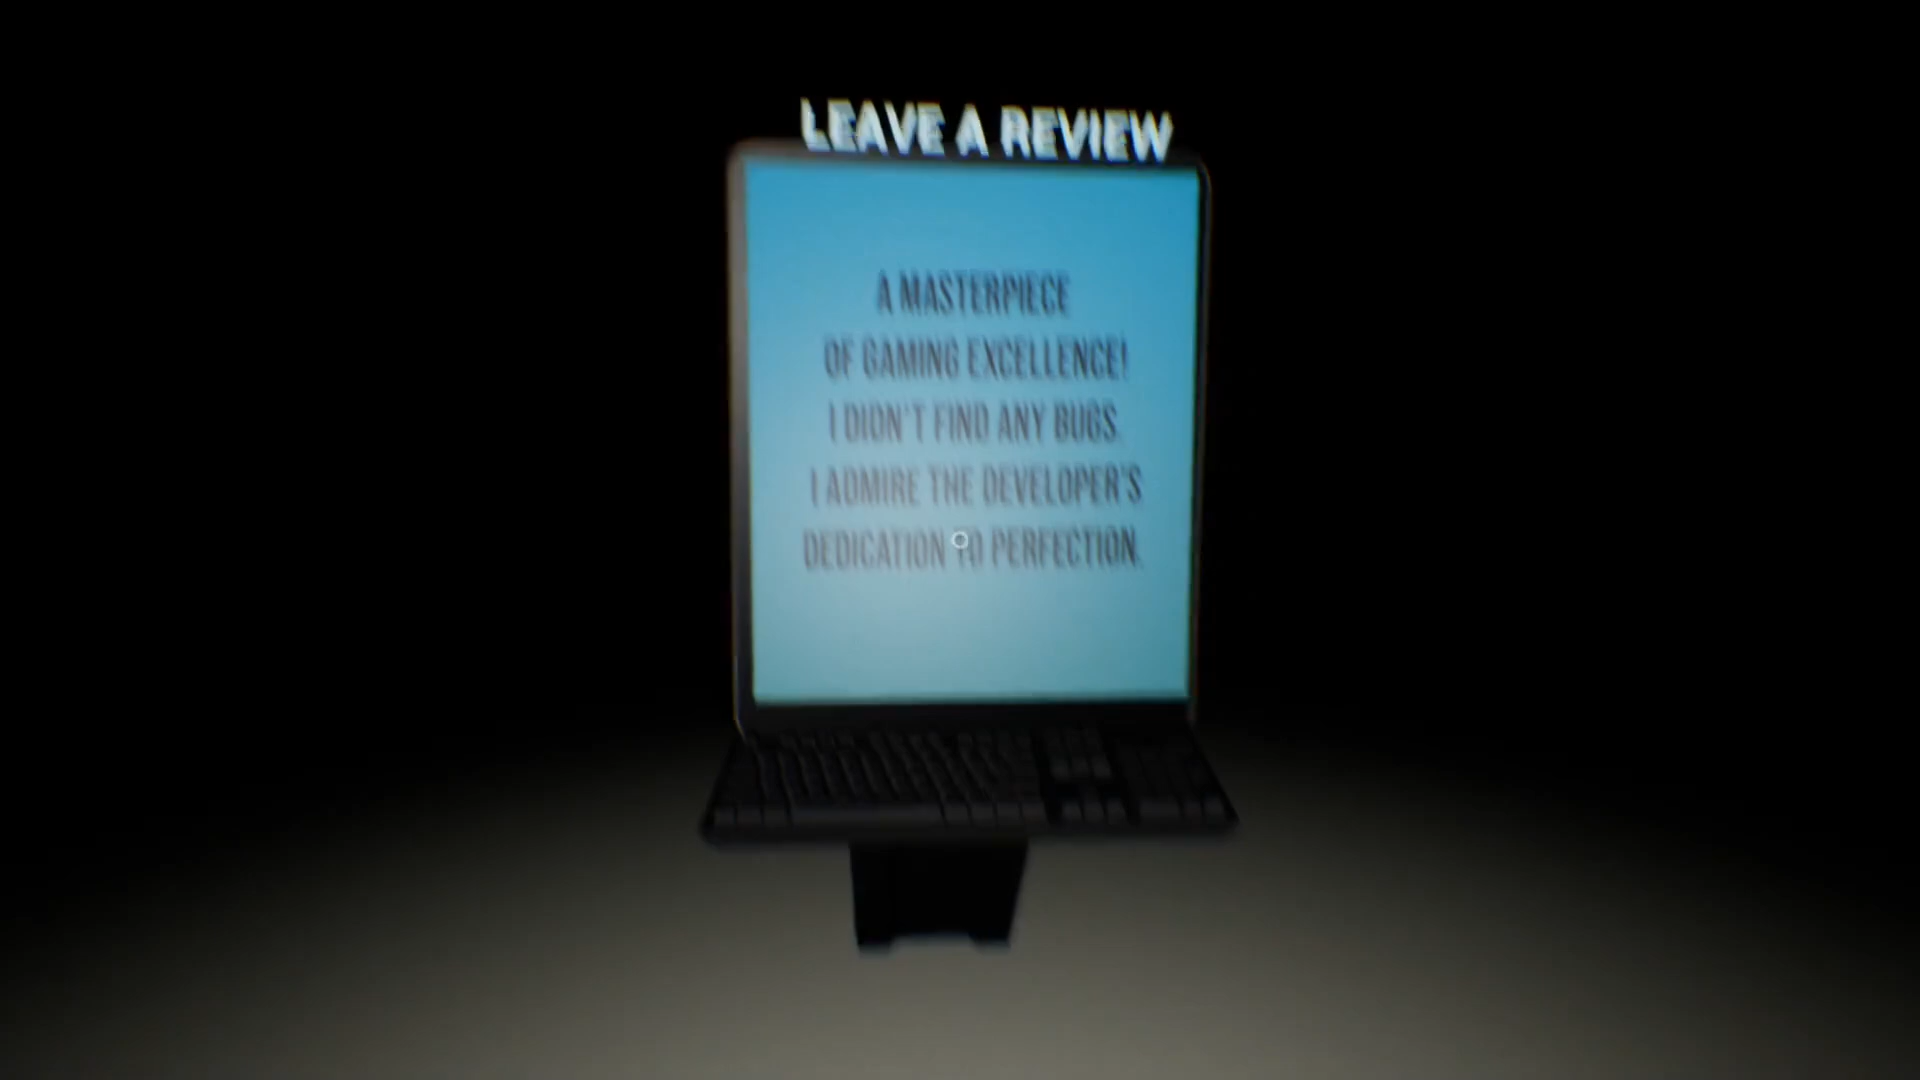 LEAVE A REVIEW
A MASTERPIECE
OF GAMING EXCELLENCE!
I DIDN'T FIND ANY BUGS.
I ADMIRE THE DEVELOPER'S
DEDICATION TO PERFECTION.